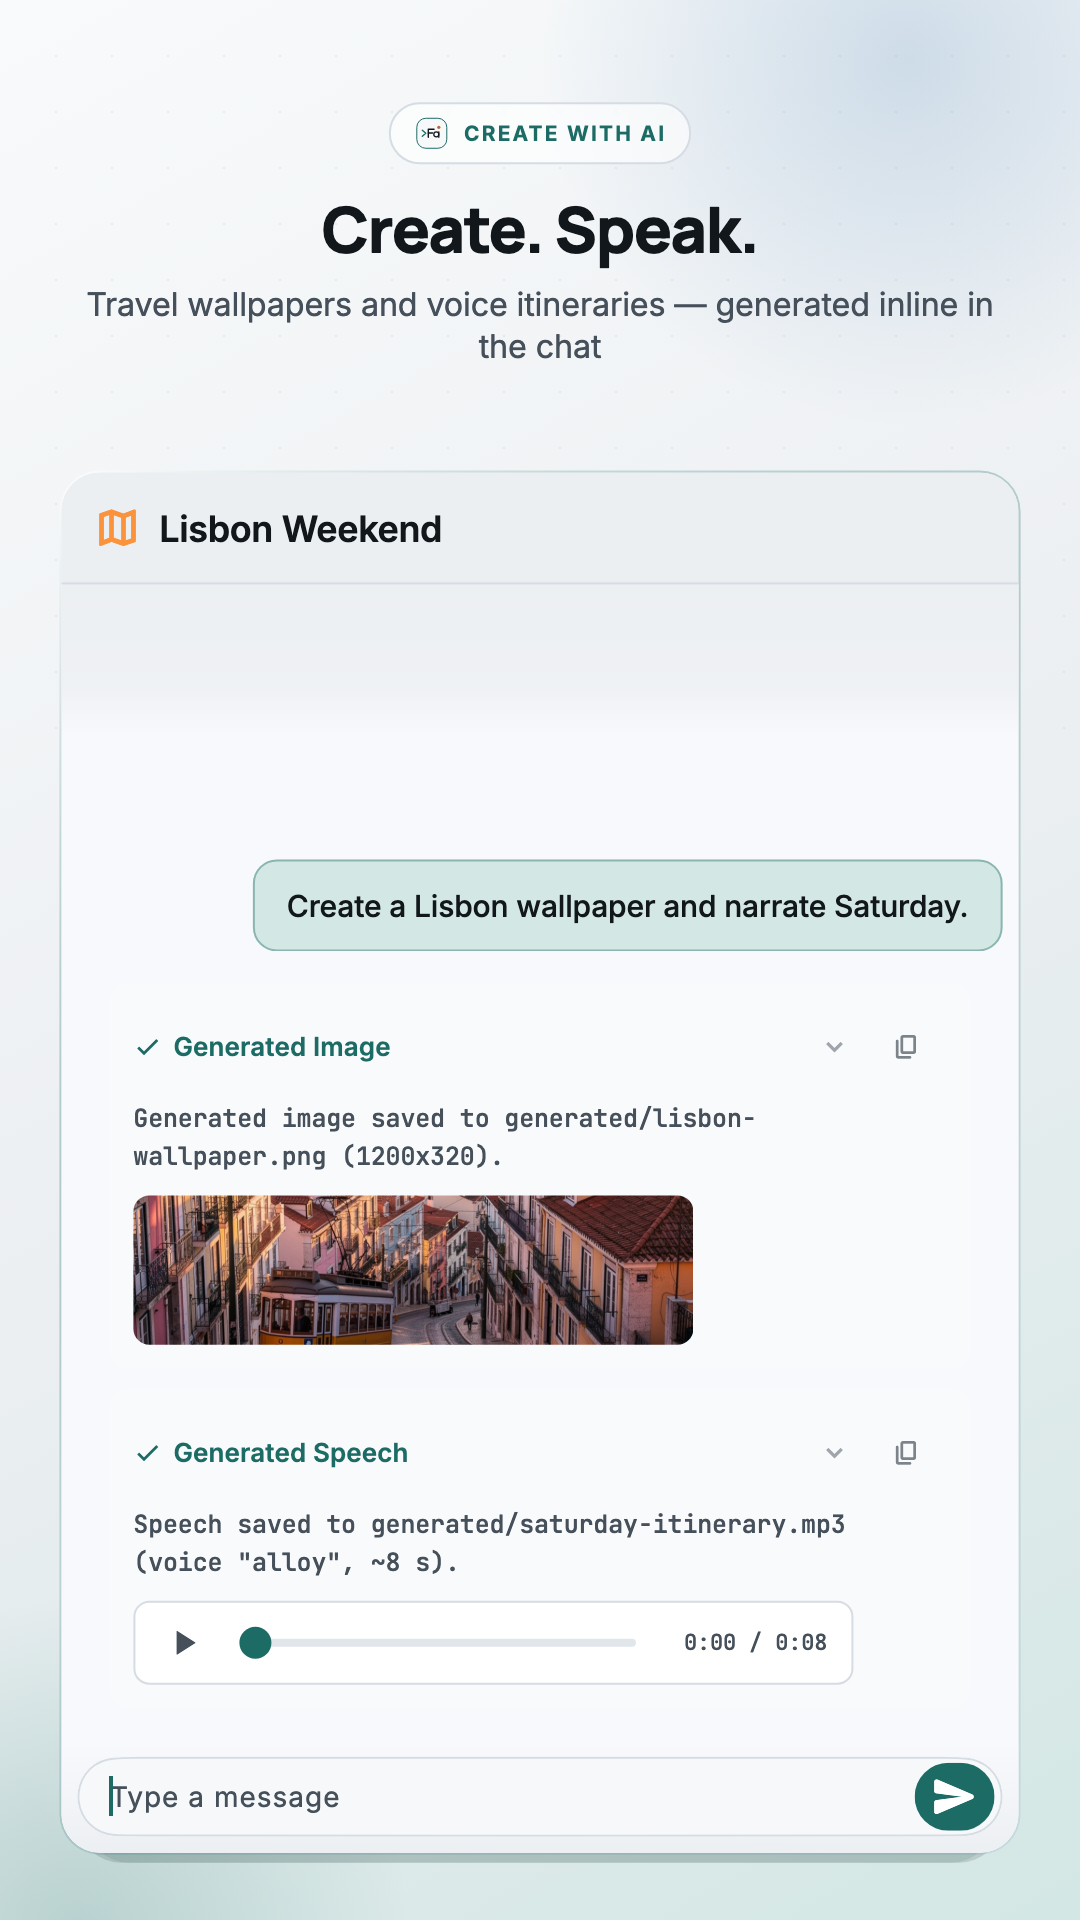 >Fa CREATE WITH AI
Create. Speak.
Travel wallpapers and voice itineraries — generated inline in
the chat
Lisbon Weekend
Create a Lisbon wallpaper and narrate Saturday.
Generated Image
Generated image saved to generated/lisbon-
wallpaper.png (1200x320).
Generated Speech
Speech saved to generated/saturday-itinerary.mp3
(voice "alloy", ~8 s).
0:00 / 0:08
Type a message